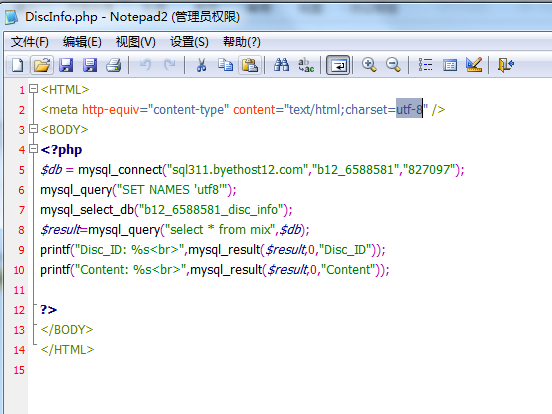 DiscInfo.php - Notepad2 (管理员权限)
文件(F) 编辑(E) 视图(V) 设置(S) 帮助(?)
1 <HTML>
2 <meta http-equiv="content-type" content="text/html;charset=utf-8" />
3 <BODY>
4 <?php
5 $db = mysql_connect("sql311.byethost12.com","b12_6588581","827097");
6 mysql_query("SET NAMES 'utf8'");
7 mysql_select_db("b12_6588581_disc_info");
8 $result=mysql_query("select * from mix",$db);
9 printf("Disc_ID: %s<br>",mysql_result($result,0,"Disc_ID"));
10 printf("Content: %s<br>",mysql_result($result,0,"Content"));
11
12 ?>
13 </BODY>
14 </HTML>
15